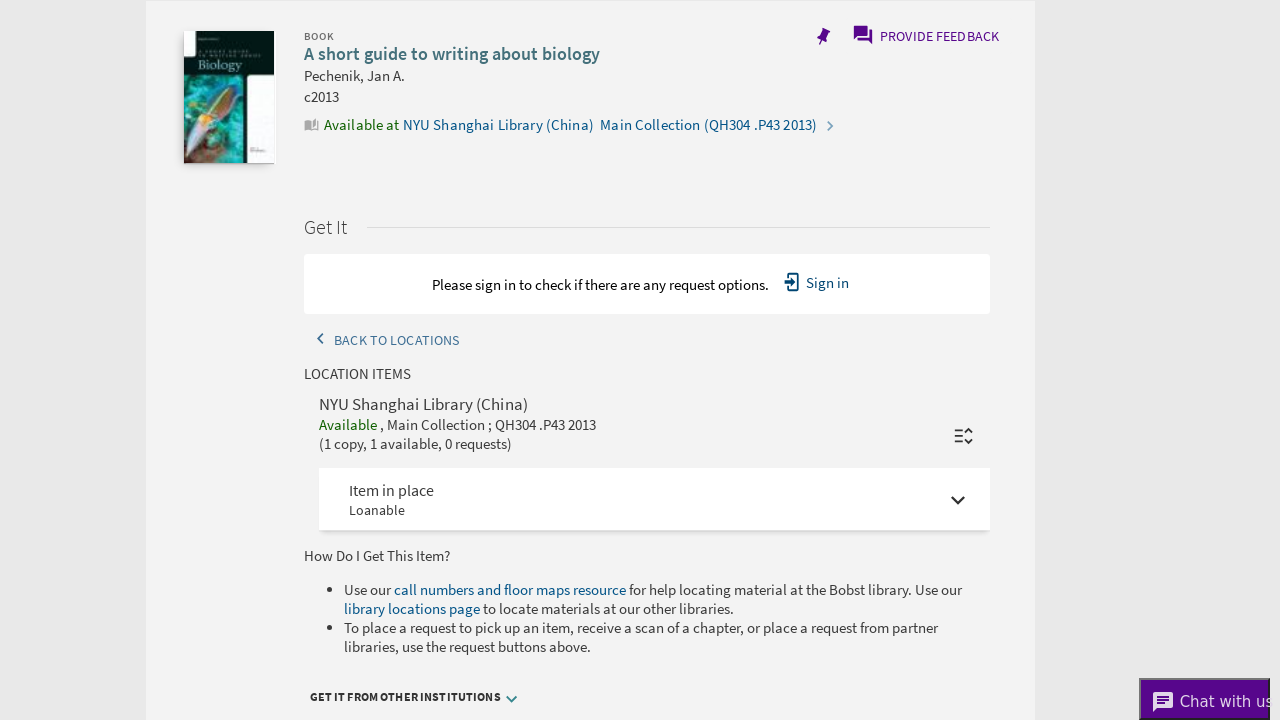 BOOK
A short guide to writing about biology
Pechenik, Jan A.
c2013
Available at NYU Shanghai Library (China) Main Collection (QH304 .P43 2013)
PROVIDE FEEDBACK
Biology
Get It
Please sign in to check if there are any request options. Sign in
BACK TO LOCATIONS
LOCATION ITEMS
NYU Shanghai Library (China)
Available , Main Collection ; QH304 .P43 2013
(1 copy, 1 available, 0 requests)
Item in place
Loanable
How Do I Get This Item?
Use our call numbers and floor maps resource for help locating material at the Bobst library. Use our
library locations page to locate materials at our other libraries.
To place a request to pick up an item, receive a scan of a chapter, or place a request from partner
libraries, use the request buttons above.
GET IT FROM OTHER INSTITUTIONS
Chat with us